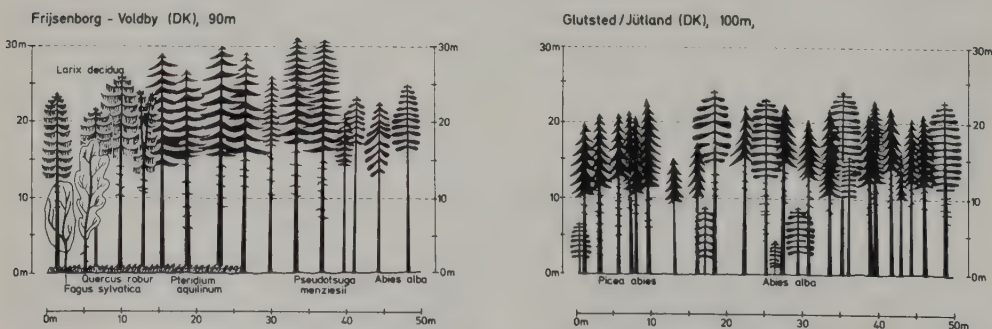 Frijsenborg - Voldby (DK), 90m
30m
30m
Larix decidua
20
20
10
10
0m
0m
Quercus robur
Pteridium
Pseudotsuga
Abies alba
Fagus sylvatica
aquilinum
menziesii
0m 10 20 30 40 50m
Glutsted/Jütland (DK), 100m,
30m
30m
20
20
10
10
0m
0m
Picea abies
Abies alba
0m 10 20 30 40 50m